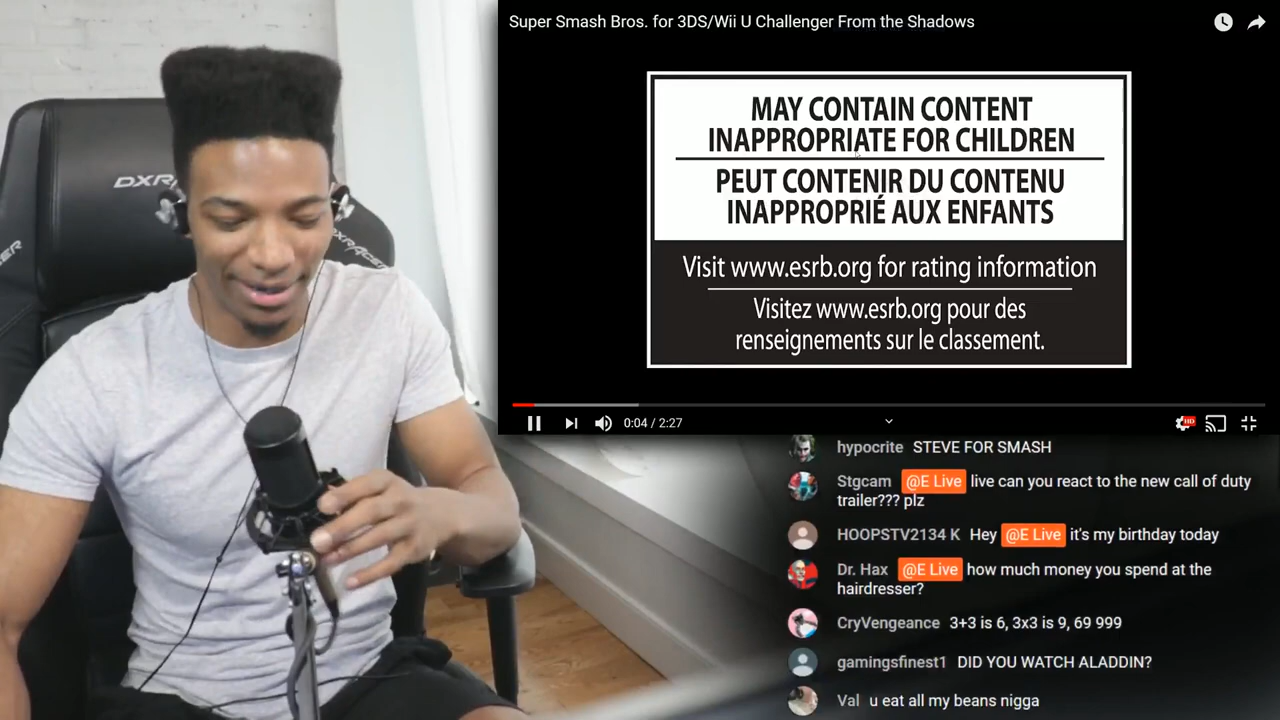 Super Smash Bros. for 3DS/Wii U Challenger From the Shadows
MAY CONTAIN CONTENT
INAPPROPRIATE FOR CHILDREN
PEUT CONTENIR DU CONTENU
INAPPROPRIÉ AUX ENFANTS
Visit www.esrb.org for rating information
Visitez www.esrb.org pour des
renseignements sur le classement.
0:04 / 2:27
HD
DXR
DXRACER
hypocrite STEVE FOR SMASH
Stgcam @E Live live can you react to the new call of duty
trailer??? plz
HOOPSTV2134 K Hey @E Live it's my birthday today
Dr. Hax @E Live how much money you spend at the
hairdresser?
CryVengeance 3+3 is 6, 3x3 is 9, 69 999
gamingsfinest1 DID YOU WATCH ALADDIN?
Val u eat all my beans nigga